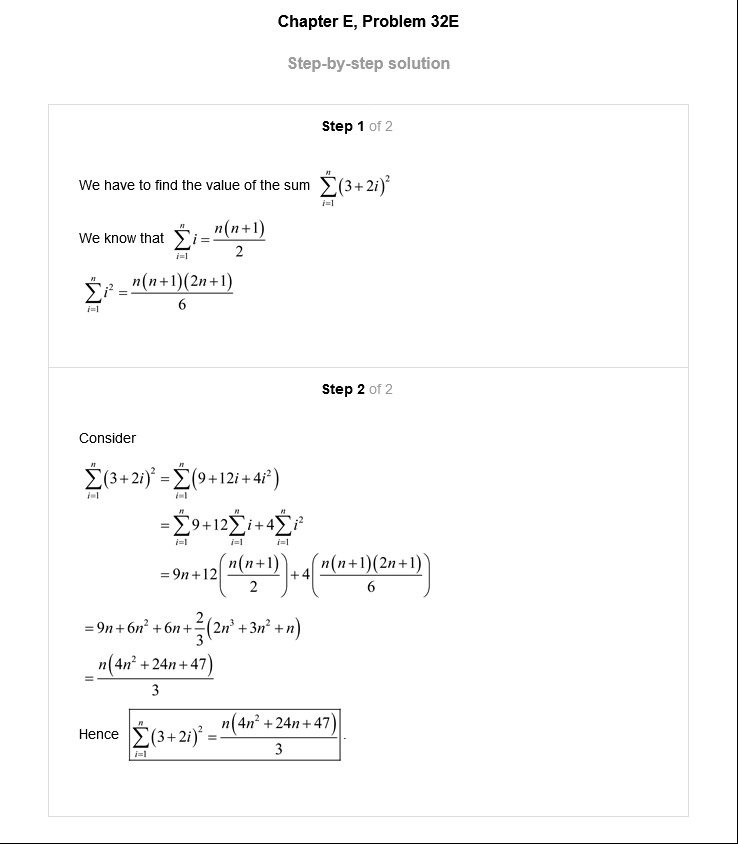 Chapter E, Problem 32E
Step-by-step solution
Step 1 of 2
We have to find the value of the sum $\sum_{i=1}^{n}(3+2i)^2$
We know that $\sum_{i=1}^{n} i = \frac{n(n+1)}{2}$
$\sum_{i=1}^{n} i^2 = \frac{n(n+1)(2n+1)}{6}$
Step 2 of 2
Consider
$\sum_{i=1}^{n}(3+2i)^2 = \sum_{i=1}^{n}(9+12i+4i^2)$
$= \sum_{i=1}^{n} 9 + 12\sum_{i=1}^{n} i + 4\sum_{i=1}^{n} i^2$
$= 9n + 12\left(\frac{n(n+1)}{2}\right) + 4\left(\frac{n(n+1)(2n+1)}{6}\right)$
$= 9n + 6n^2 + 6n + \frac{2}{3}(2n^3 + 3n^2 + n)$
$= \frac{n(4n^2+24n+47)}{3}$
Hence $\sum_{i=1}^{n}(3+2i)^2 = \frac{n(4n^2+24n+47)}{3}$.